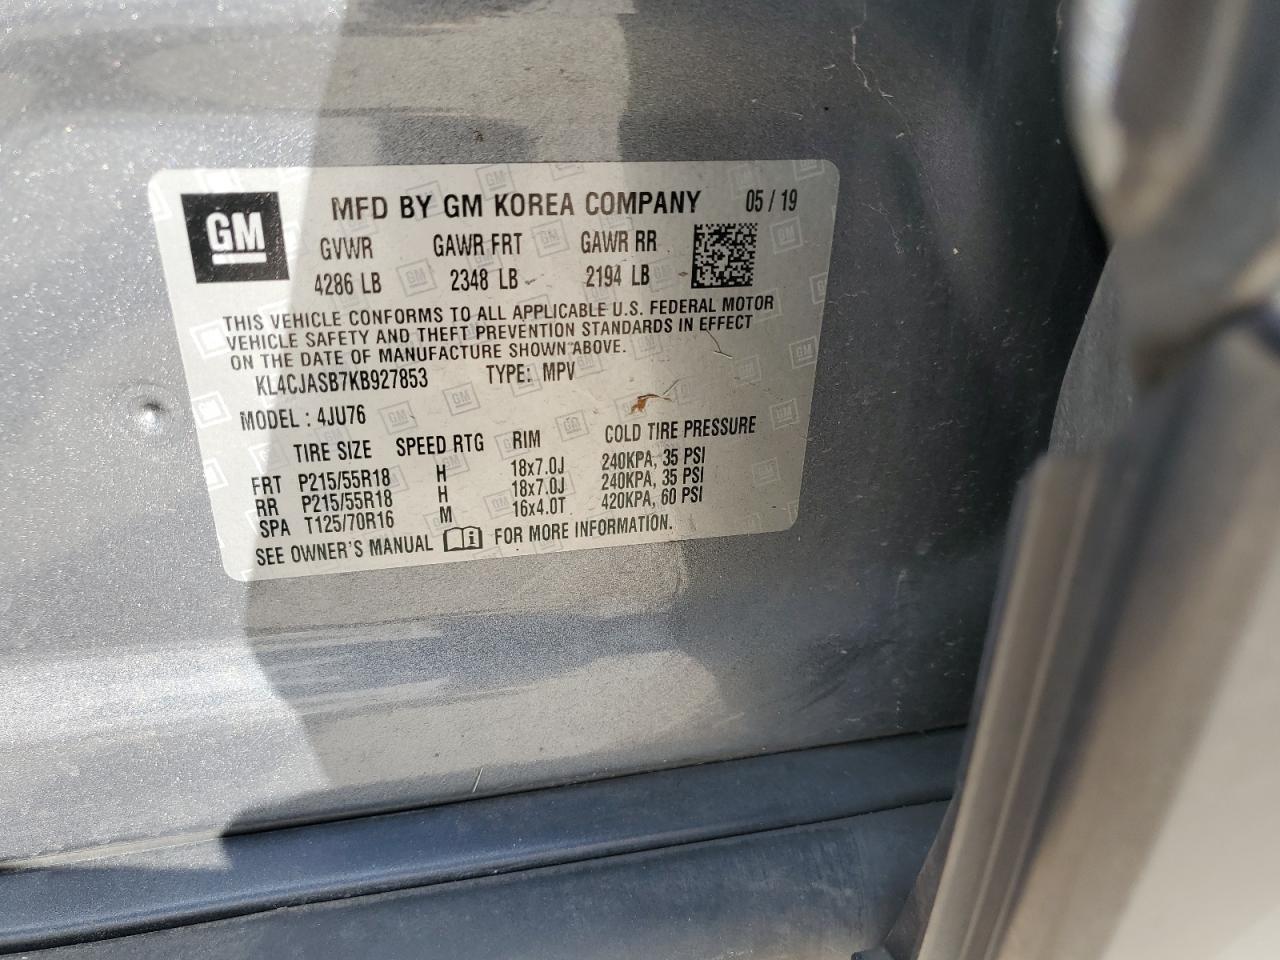 GM MFD BY GM KOREA COMPANY 05 / 19
GVWR GAWR FRT GAWR RR
4286 LB 2348 LB 2194 LB
THIS VEHICLE CONFORMS TO ALL APPLICABLE U.S. FEDERAL MOTOR
VEHICLE SAFETY AND THEFT PREVENTION STANDARDS IN EFFECT
ON THE DATE OF MANUFACTURE SHOWN ABOVE.
KL4CJASB7KB927853 TYPE: MPV
MODEL : 4JU76
TIRE SIZE SPEED RTG RIM COLD TIRE PRESSURE
FRT P215/55R18 H 18x7.0J 240KPA, 35 PSI
RR P215/55R18 H 18x7.0J 240KPA, 35 PSI
SPA T125/70R16 M 16x4.0T 420KPA, 60 PSI
SEE OWNER'S MANUAL i FOR MORE INFORMATION.